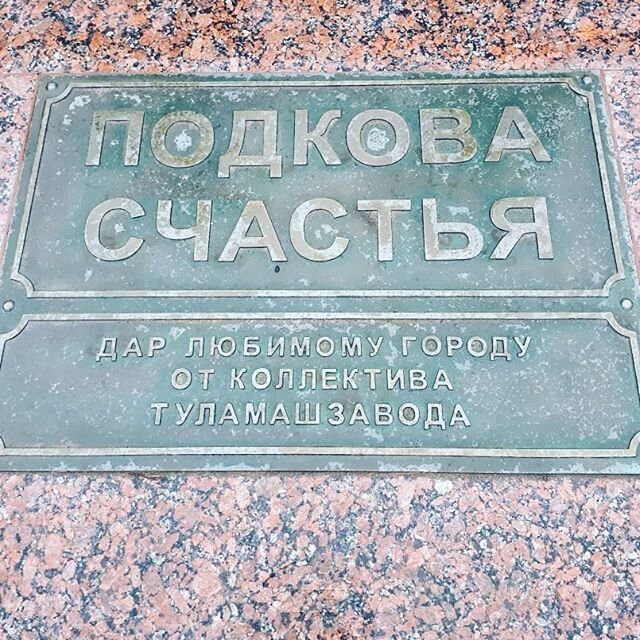 ПОДКОВА
СЧАСТЬЯ
ДАР ЛЮБИМОМУ ГОРОДУ
ОТ КОЛЛЕКТИВА
ТУЛАМАШЗАВОДА